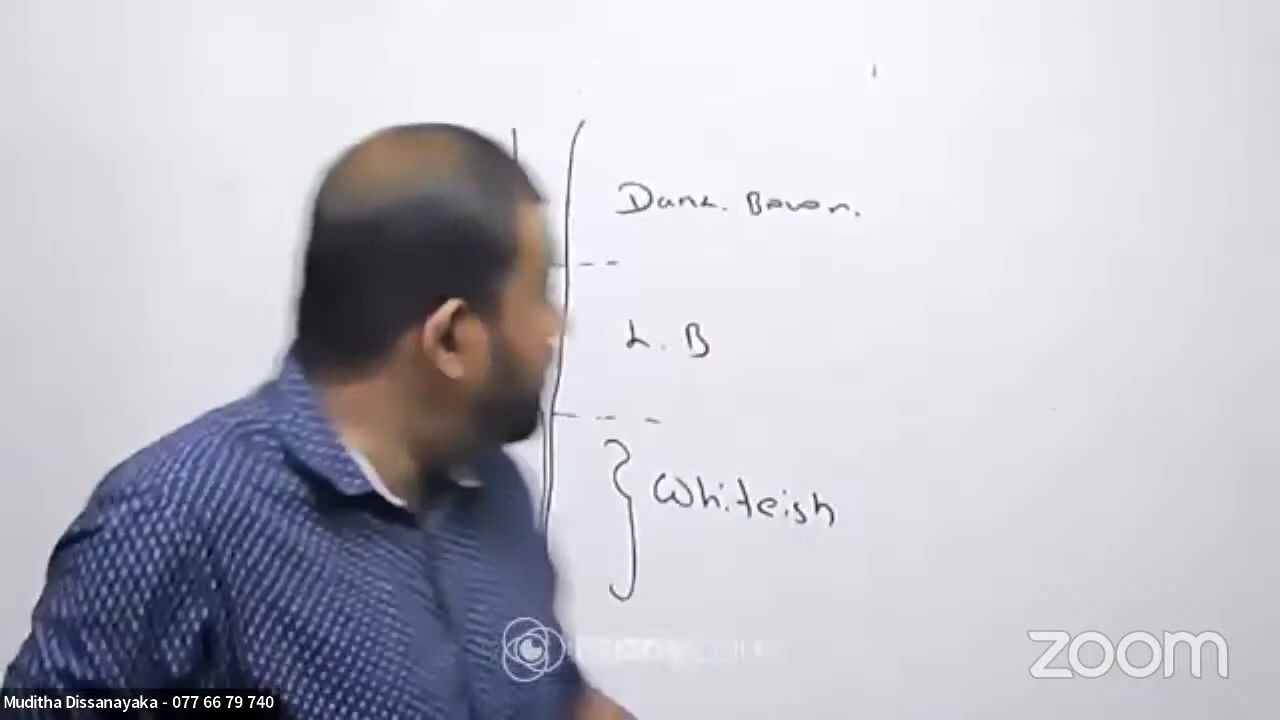 Dark. Brown.
L. B
Whiteish
zoom
Muditha Dissanayaka - 077 66 79 740